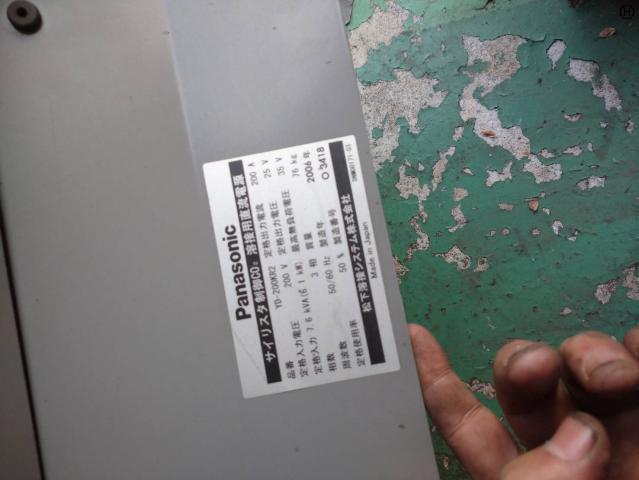 Panasonic
サイリスタ制御CO₂ 溶接用直流電源
品番 YD-200KR2 定格出力電流 200 A
定格入力電圧 200 V 定格出力電圧 25 V
定格入力 7.6 kVA(6.1 kW) 最高無負荷電圧 35 V
相数 3 相 質量 76 kg
周波数 50/60 Hz 製造年 2006 年
定格使用率 50 % 製造番号 O 3418
松下溶接システム株式会社
Made in Japan
H